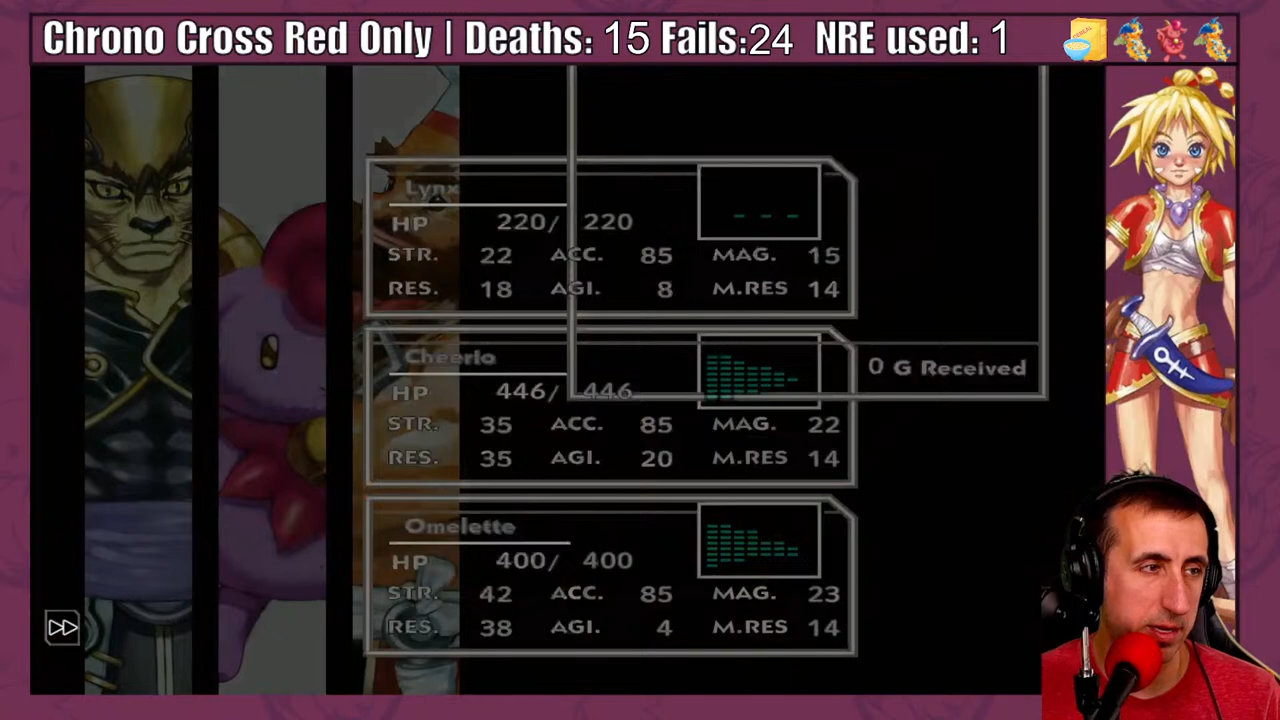 Chrono Cross Red Only | Deaths: 15 Fails:24 NRE used: 1
CEREAL
Lynx
HP 220/ 220
STR. 22 ACC. 85 MAG. 15
RES. 18 AGI. 8 M.RES 14
Cheerio
HP 446/ 446
0 G Received
STR. 35 ACC. 85 MAG. 22
RES. 35 AGI. 20 M.RES 14
Omelette
HP 400/ 400
STR. 42 ACC. 85 MAG. 23
RES. 38 AGI. 4 M.RES 14